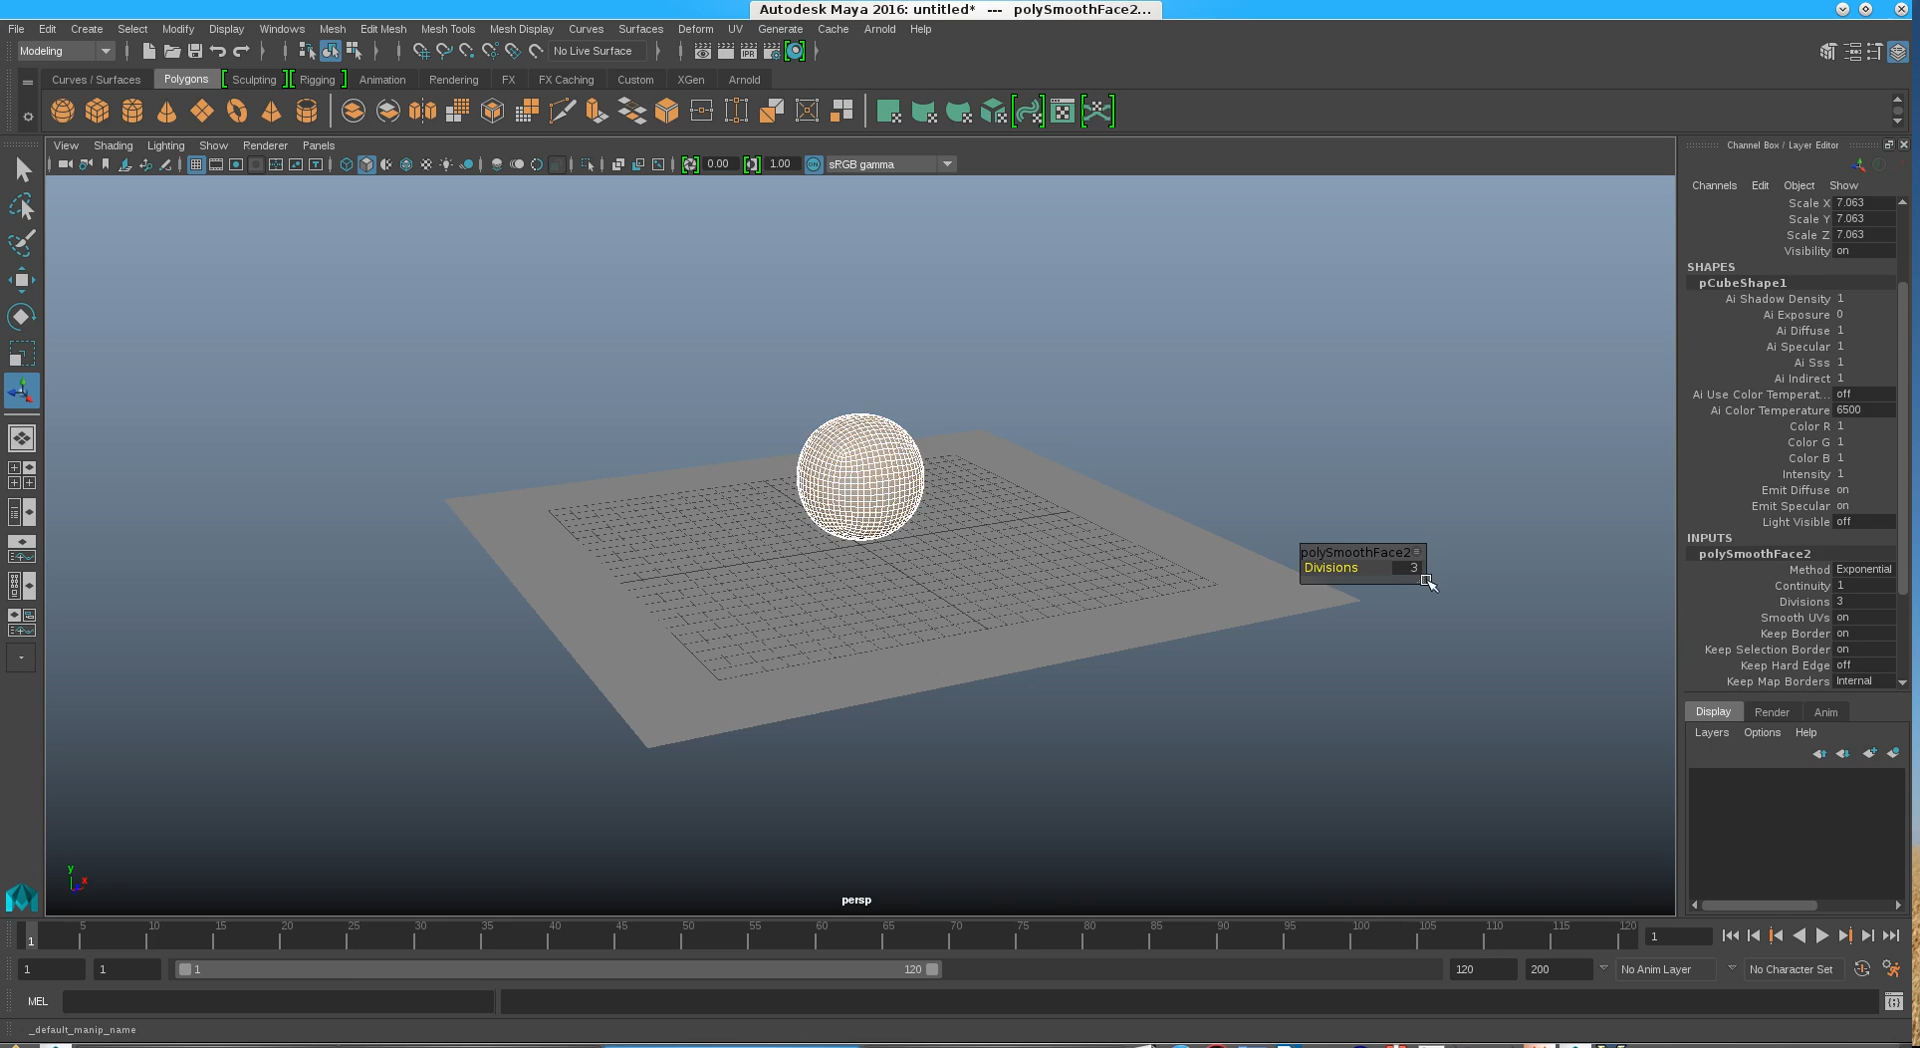 Autodesk Maya 2016: untitled*   ---   polySmoothFace2...
File Edit Create Select Modify Display Windows Mesh Edit Mesh Mesh Tools Mesh Display Curves Surfaces Deform UV Generate Cache Arnold Help
Modeling No Live Surface IPR
Curves / Surfaces Polygons Sculpting Rigging Animation Rendering FX FX Caching Custom XGen Arnold
View Shading Lighting Show Renderer Panels
0.00 1.00 sRGB gamma
polySmoothFace2
Divisions 3
y
x
persp
Channel Box / Layer Editor
Channels Edit Object Show
Scale X 7.063
Scale Y 7.063
Scale Z 7.063
Visibility on
SHAPES
pCubeShape1
Ai Shadow Density 1
Ai Exposure 0
Ai Diffuse 1
Ai Specular 1
Ai Sss 1
Ai Indirect 1
Ai Use Color Temperat... off
Ai Color Temperature 6500
Color R 1
Color G 1
Color B 1
Intensity 1
Emit Diffuse on
Emit Specular on
Light Visible off
INPUTS
polySmoothFace2
Method Exponential
Continuity 1
Divisions 3
Smooth UVs on
Keep Border on
Keep Selection Border on
Keep Hard Edge off
Keep Map Borders Internal
Display Render Anim
Layers Options Help
1 5 10 15 20 25 30 35 40 45 50 55 60 65 70 75 80 85 90 95 100 105 110 115 120 1
1 1 1 120 120 200 No Anim Layer No Character Set
MEL
_default_manip_name